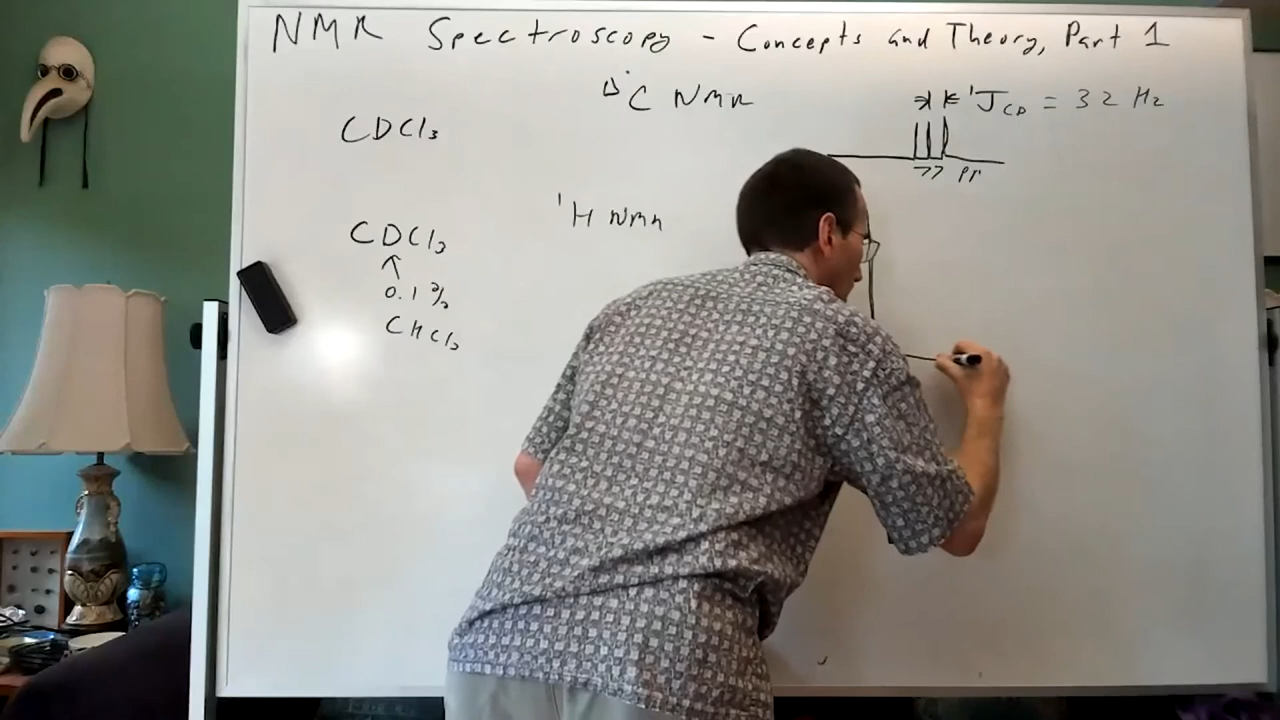 NMR Spectroscopy - Concepts and Theory, Part 1
13C NMR
¹J_CD = 32 Hz
CDCl₃
77 pp
¹H NMR
CDCl₃
0.1 %
CHCl₃